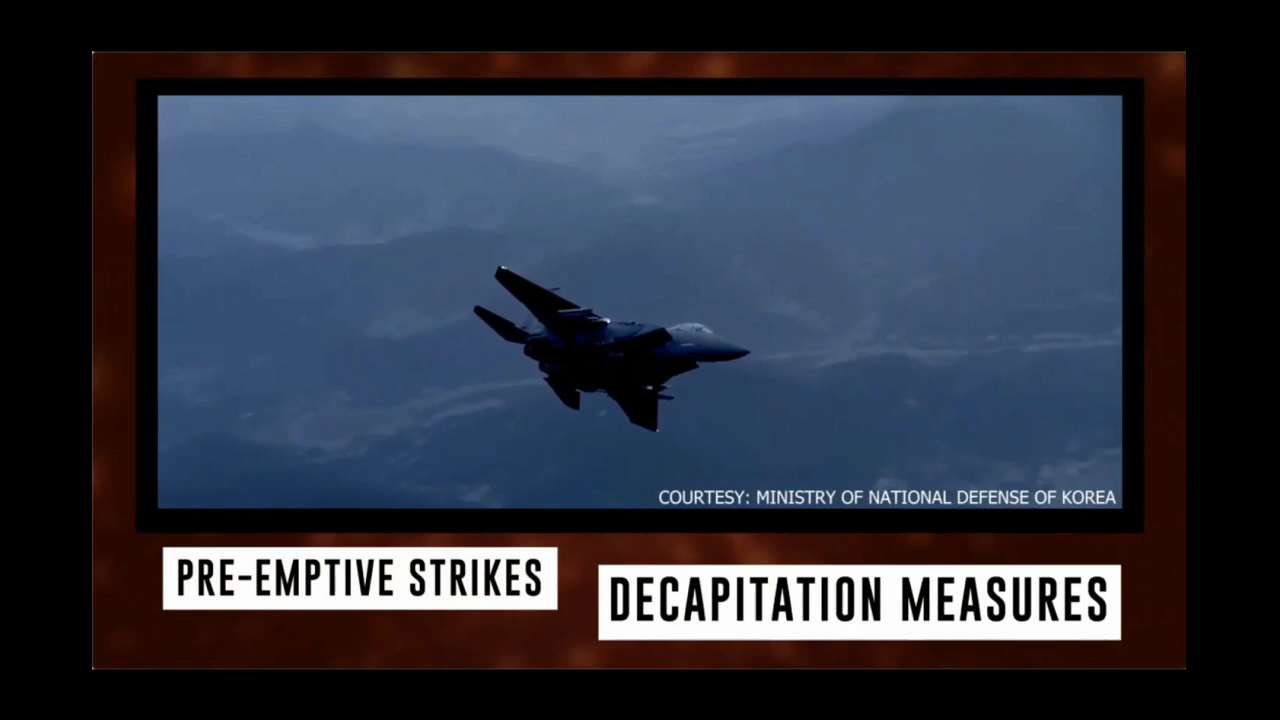 COURTESY: MINISTRY OF NATIONAL DEFENSE OF KOREA
PRE-EMPTIVE STRIKES
DECAPITATION MEASURES